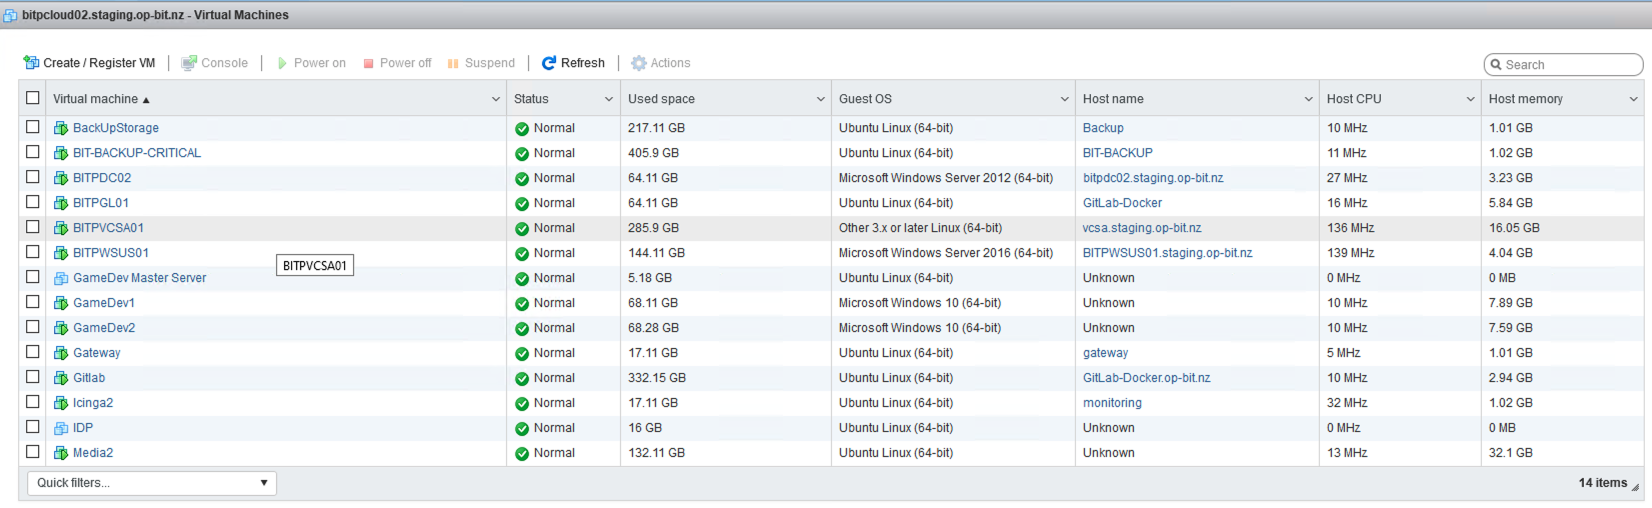 bitpcloud02.staging.op-bit.nz - Virtual Machines
Create / Register VM Console Power on Power off Suspend Refresh Actions Search
Virtual machine ▲ Status Used space Guest OS Host name Host CPU Host memory
BackUpStorage Normal 217.11 GB Ubuntu Linux (64-bit) Backup 10 MHz 1.01 GB
BIT-BACKUP-CRITICAL Normal 405.9 GB Ubuntu Linux (64-bit) BIT-BACKUP 11 MHz 1.02 GB
BITPDC02 Normal 64.11 GB Microsoft Windows Server 2012 (64-bit) bitpdc02.staging.op-bit.nz 27 MHz 3.23 GB
BITPGL01 Normal 64.11 GB Ubuntu Linux (64-bit) GitLab-Docker 16 MHz 5.84 GB
BITPVCSA01 Normal 285.9 GB Other 3.x or later Linux (64-bit) vcsa.staging.op-bit.nz 136 MHz 16.05 GB
BITPWSUS01 Normal 144.11 GB Microsoft Windows Server 2016 (64-bit) BITPWSUS01.staging.op-bit.nz 139 MHz 4.04 GB
BITPVCSA01
GameDev Master Server Normal 5.18 GB Ubuntu Linux (64-bit) Unknown 0 MHz 0 MB
GameDev1 Normal 68.11 GB Microsoft Windows 10 (64-bit) Unknown 10 MHz 7.89 GB
GameDev2 Normal 68.28 GB Microsoft Windows 10 (64-bit) Unknown 10 MHz 7.59 GB
Gateway Normal 17.11 GB Ubuntu Linux (64-bit) gateway 5 MHz 1.01 GB
Gitlab Normal 332.15 GB Ubuntu Linux (64-bit) GitLab-Docker.op-bit.nz 10 MHz 2.94 GB
Icinga2 Normal 17.11 GB Ubuntu Linux (64-bit) monitoring 32 MHz 1.02 GB
IDP Normal 16 GB Ubuntu Linux (64-bit) Unknown 0 MHz 0 MB
Media2 Normal 132.11 GB Ubuntu Linux (64-bit) Unknown 13 MHz 32.1 GB
Quick filters... 14 items